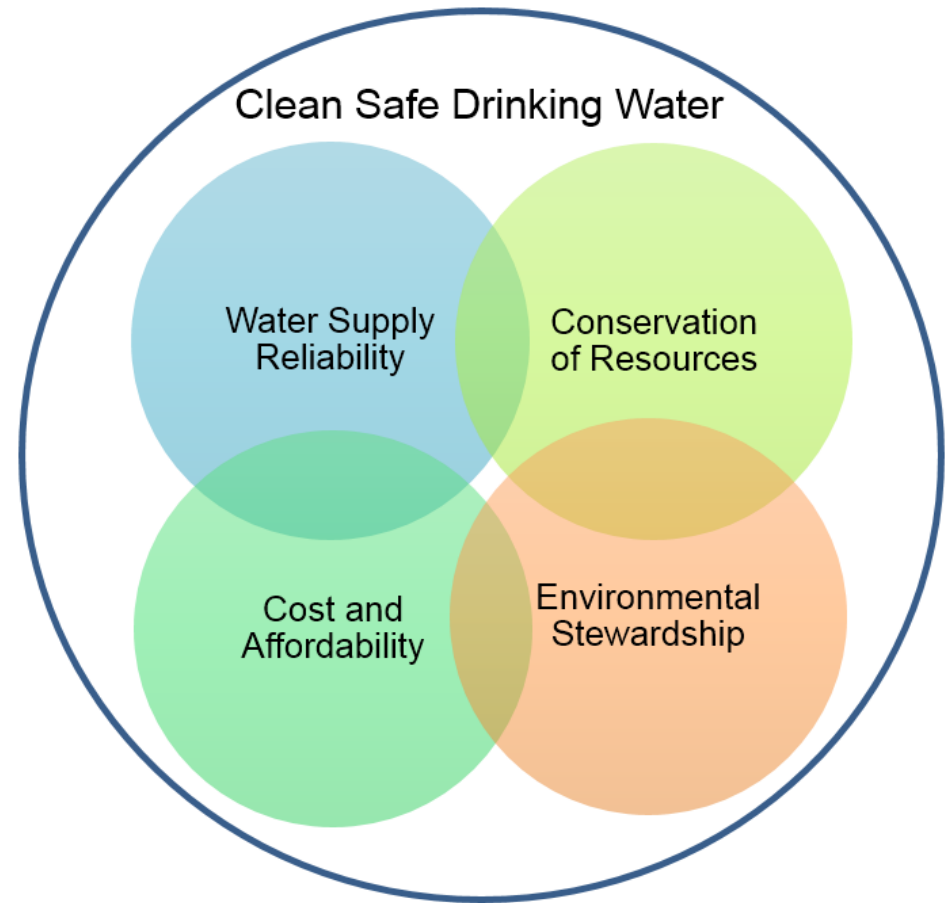 Clean Safe Drinking Water
Water Supply
Reliability
Conservation
of Resources
Cost and
Affordability
Environmental
Stewardship